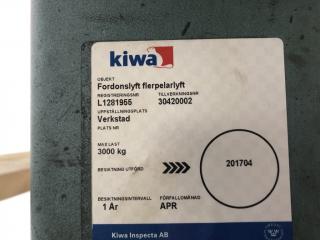 kiwa
OBJEKT
Fordonslyft flerpelarlyft
REGISTRERINGSNR TILLVERKNINGSNR
L1281955 30420002
UPPSTÄLLNINGSPLATS
Verkstad
PLATS NR
MAX LAST
3000 kg
BESIKTNING UTFÖRD
201704
BESIKTNINGSINTERVALL FÖRFALLOMÅNAD
1 År APR
Kiwa Inspecta AB